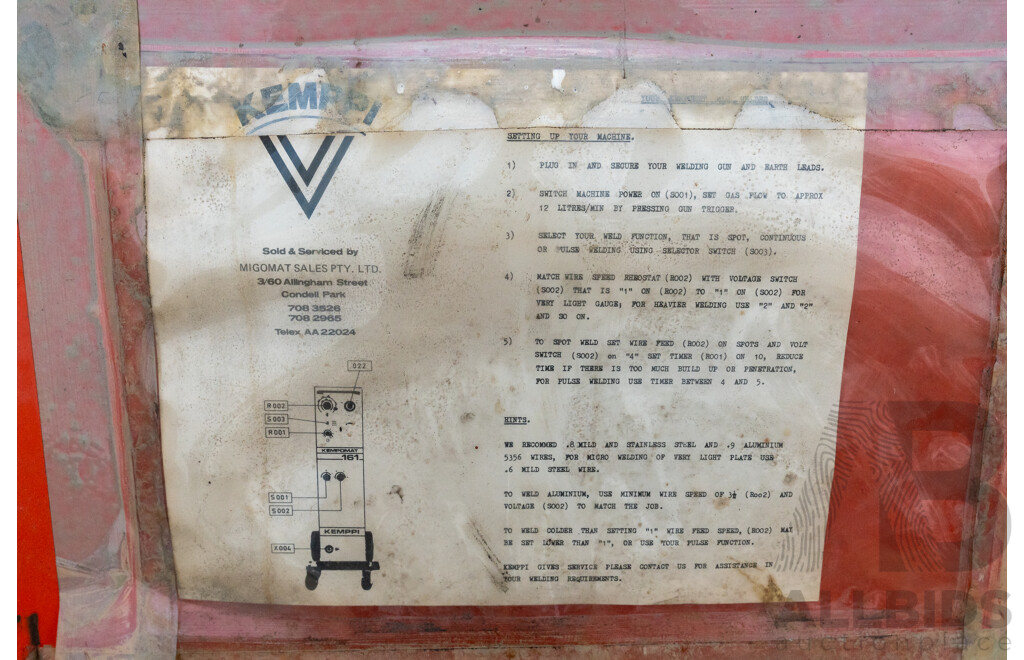 KEMPPI
Sold & Serviced by
MIGOMAT SALES PTY. LTD.
3/60 Allingham Street
Condell Park
708 3526
708 2965
Telex AA 22024
022
R002
S003
R001
KEMPOMAT
161
S001
S002
KEMPPI
X004
SETTING UP YOUR MACHINE.
1) PLUG IN AND SECURE YOUR WELDING GUN AND EARTH LEADS.
2) SWITCH MACHINE POWER ON (S001), SET GAS FLOW TO APPROX
12 LITRES/MIN BY PRESSING GUN TRIGGER.
3) SELECT YOUR WELD FUNCTION, THAT IS SPOT, CONTINUOUS
OR PULSE WELDING USING SELECTOR SWITCH (S003).
4) MATCH WIRE SPEED RHEOSTAT (R002) WITH VOLTAGE SWITCH
(S002) THAT IS "1" ON (R002) TO "1" ON (S002) FOR
VERY LIGHT GAUGE; FOR HEAVIER WELDING USE "2" AND "2"
AND SO ON.
5) TO SPOT WELD SET WIRE FEED (R002) ON SPOTS AND VOLT
SWITCH (S002) on "4" SET TIMER (R001) ON 10, REDUCE
TIME IF THERE IS TOO MUCH BUILD UP OR PENETRATION,
FOR PULSE WELDING USE TIMER BETWEEN 4 AND 5.
HINTS.
WE RECOMMED .8 MILD AND STAINLESS STEEL AND .9 ALUMINIUM
5356 WIRES, FOR MICRO WELDING OF VERY LIGHT PLATE USE
.6 MILD STEEL WIRE.
TO WELD ALUMINIUM, USE MINIMUM WIRE SPEED OF 3½ (Roo2) AND
VOLTAGE (S002) TO MATCH THE JOB.
TO WELD COLDER THAN SETTING "1" WIRE FEED SPEED, (R002) MAY
BE SET LOWER THAN "1", OR USE YOUR PULSE FUNCTION.
KEMPPI GIVES SERVICE PLEASE CONTACT US FOR ASSISTANCE IN
YOUR WELDING REQUIREMENTS.
ALLBIDS
auctionplace